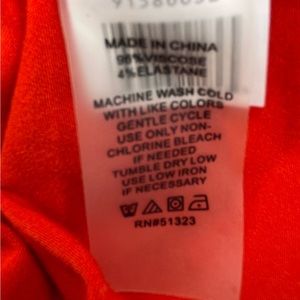 MADE IN CHINA
96%VISCOSE
4%ELASTANE
MACHINE WASH COLD
WITH LIKE COLORS
GENTLE CYCLE
USE ONLY NON-
CHLORINE BLEACH
IF NEEDED
TUMBLE DRY LOW
USE LOW IRON
IF NECESSARY
RN#51323